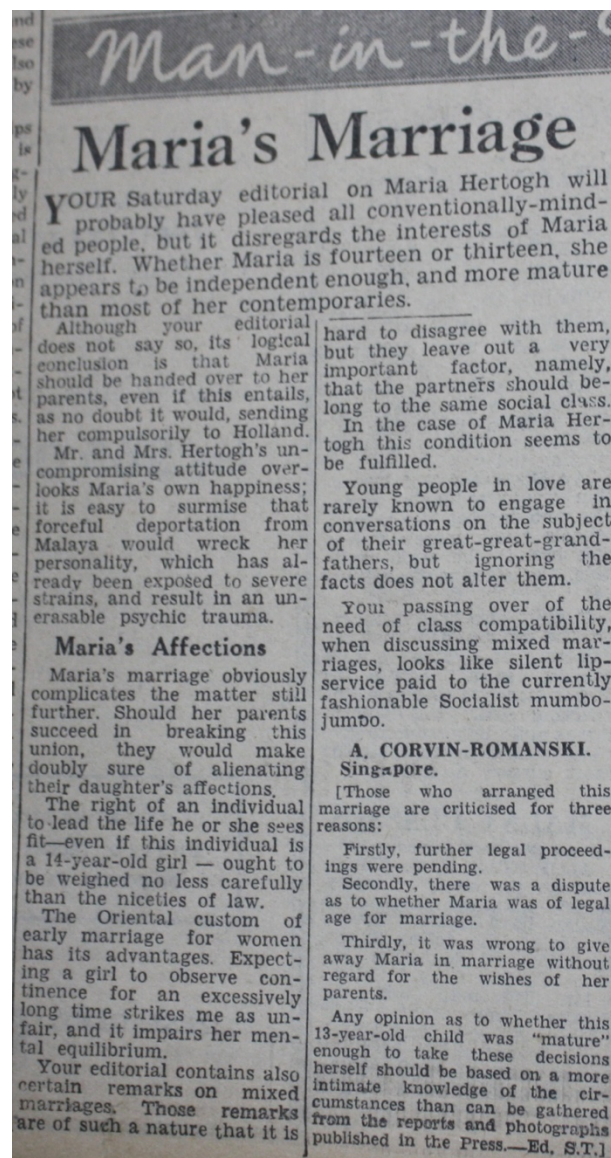 Man-in-the-
Maria's Marriage
YOUR Saturday editorial on Maria Hertogh will
probably have pleased all conventionally-mind-
ed people, but it disregards the interests of Maria
herself. Whether Maria is fourteen or thirteen, she
appears to be independent enough, and more mature
than most of her contemporaries.
Although your editorial
does not say so, its logical
conclusion is that Maria
should be handed over to her
parents, even if this entails,
as no doubt it would, sending
her compulsorily to Holland.
Mr. and Mrs. Hertogh's un-
compromising attitude over-
looks Maria's own happiness;
it is easy to surmise that
forceful deportation from
Malaya would wreck her
personality, which has al-
ready been exposed to severe
strains, and result in an un-
erasable psychic trauma.
Maria's Affections
Maria's marriage obviously
complicates the matter still
further. Should her parents
succeed in breaking this
union, they would make
doubly sure of alienating
their daughter's affections.
The right of an individual
to lead the life he or she sees
fit—even if this individual is
a 14-year-old girl — ought to
be weighed no less carefully
than the niceties of law.
The Oriental custom of
early marriage for women
has its advantages. Expect-
ing a girl to observe con-
tinence for an excessively
long time strikes me as un-
fair, and it impairs her men-
tal equilibrium.
Your editorial contains also
certain remarks on mixed
marriages. Those remarks
are of such a nature that it is
hard to disagree with them,
but they leave out a very
important factor, namely,
that the partners should be-
long to the same social class.
In the case of Maria Her-
togh this condition seems to
be fulfilled.
Young people in love are
rarely known to engage in
conversations on the subject
of their great-great-grand-
fathers, but ignoring the
facts does not alter them.
Your passing over of the
need of class compatibility,
when discussing mixed mar-
riages, looks like silent lip-
service paid to the currently
fashionable Socialist mumbo-
jumbo.
A. CORVIN-ROMANSKI.
Singapore.
[Those who arranged this
marriage are criticised for three
reasons:
Firstly, further legal proceed-
ings were pending.
Secondly, there was a dispute
as to whether Maria was of legal
age for marriage.
Thirdly, it was wrong to give
away Maria in marriage without
regard for the wishes of her
parents.
Any opinion as to whether this
13-year-old child was "mature"
enough to take these decisions
herself should be based on a more
intimate knowledge of the cir-
cumstances than can be gathered
from the reports and photographs
published in the Press.—Ed, S.T.]